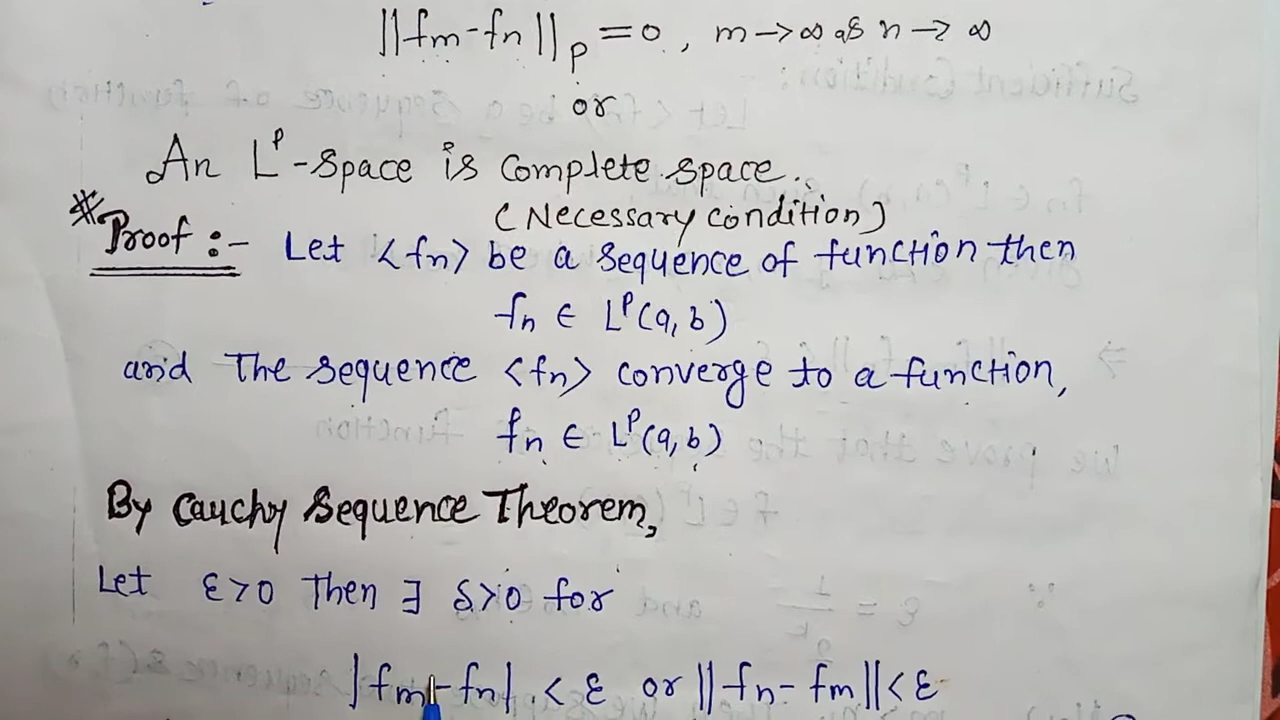 ||fm-fn||p = 0, m→∞ as n→∞
or
An L^p-space is complete space.
(Necessary condition)
* Proof :- Let <fn> be a sequence of function then
fn ∈ L^p(a, b)
and The sequence <fn> converge to a function,
fn ∈ L^p(a, b)
By Cauchy Sequence Theorem,
Let ε>0 Then ∃ δ>0 for
|fm-fn| < ε or ||fn-fm|| < ε